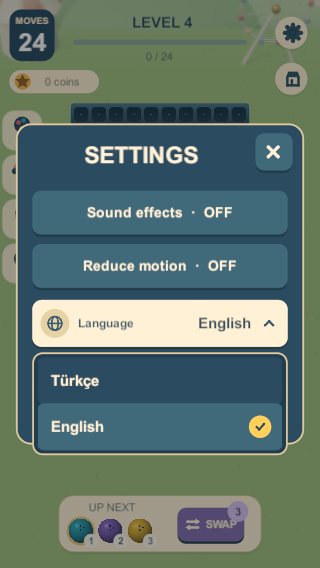 MOVES
24
LEVEL 4
0 / 24
0 coins
SETTINGS
Sound effects · OFF
Reduce motion · OFF
Language English
Türkçe
English
UP NEXT
1 2 3
SWAP 3